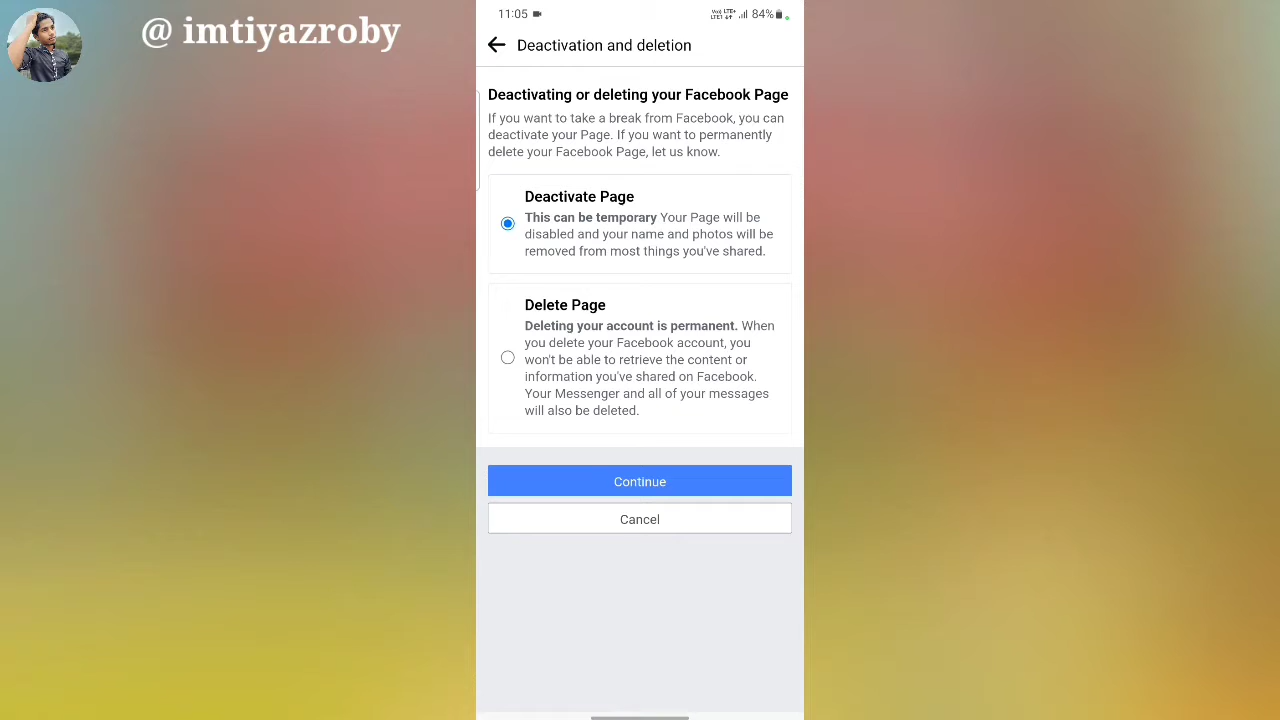 @ imtiyazroby
11:05 84%
Deactivation and deletion
Deactivating or deleting your Facebook Page
If you want to take a break from Facebook, you can
deactivate your Page. If you want to permanently
delete your Facebook Page, let us know.
Deactivate Page
This can be temporary Your Page will be
disabled and your name and photos will be
removed from most things you've shared.
Delete Page
Deleting your account is permanent. When
you delete your Facebook account, you
won't be able to retrieve the content or
information you've shared on Facebook.
Your Messenger and all of your messages
will also be deleted.
Continue
Cancel